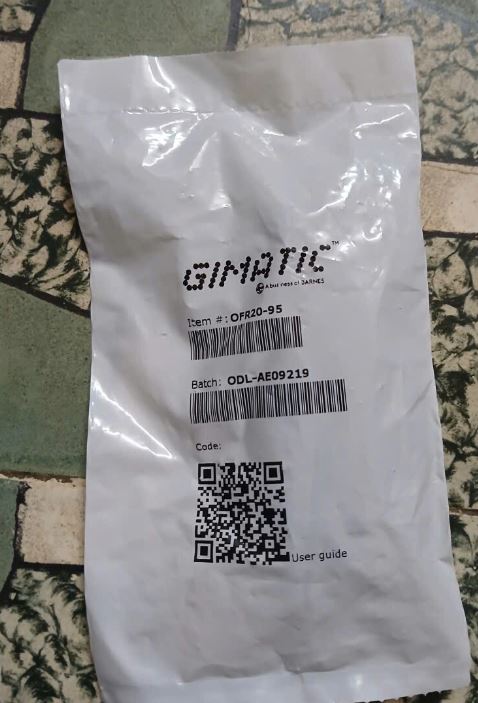 GIMATIC™
A business of BARNES
Item #: OFR20-95
Batch: ODL-AE09219
Code:
User guide